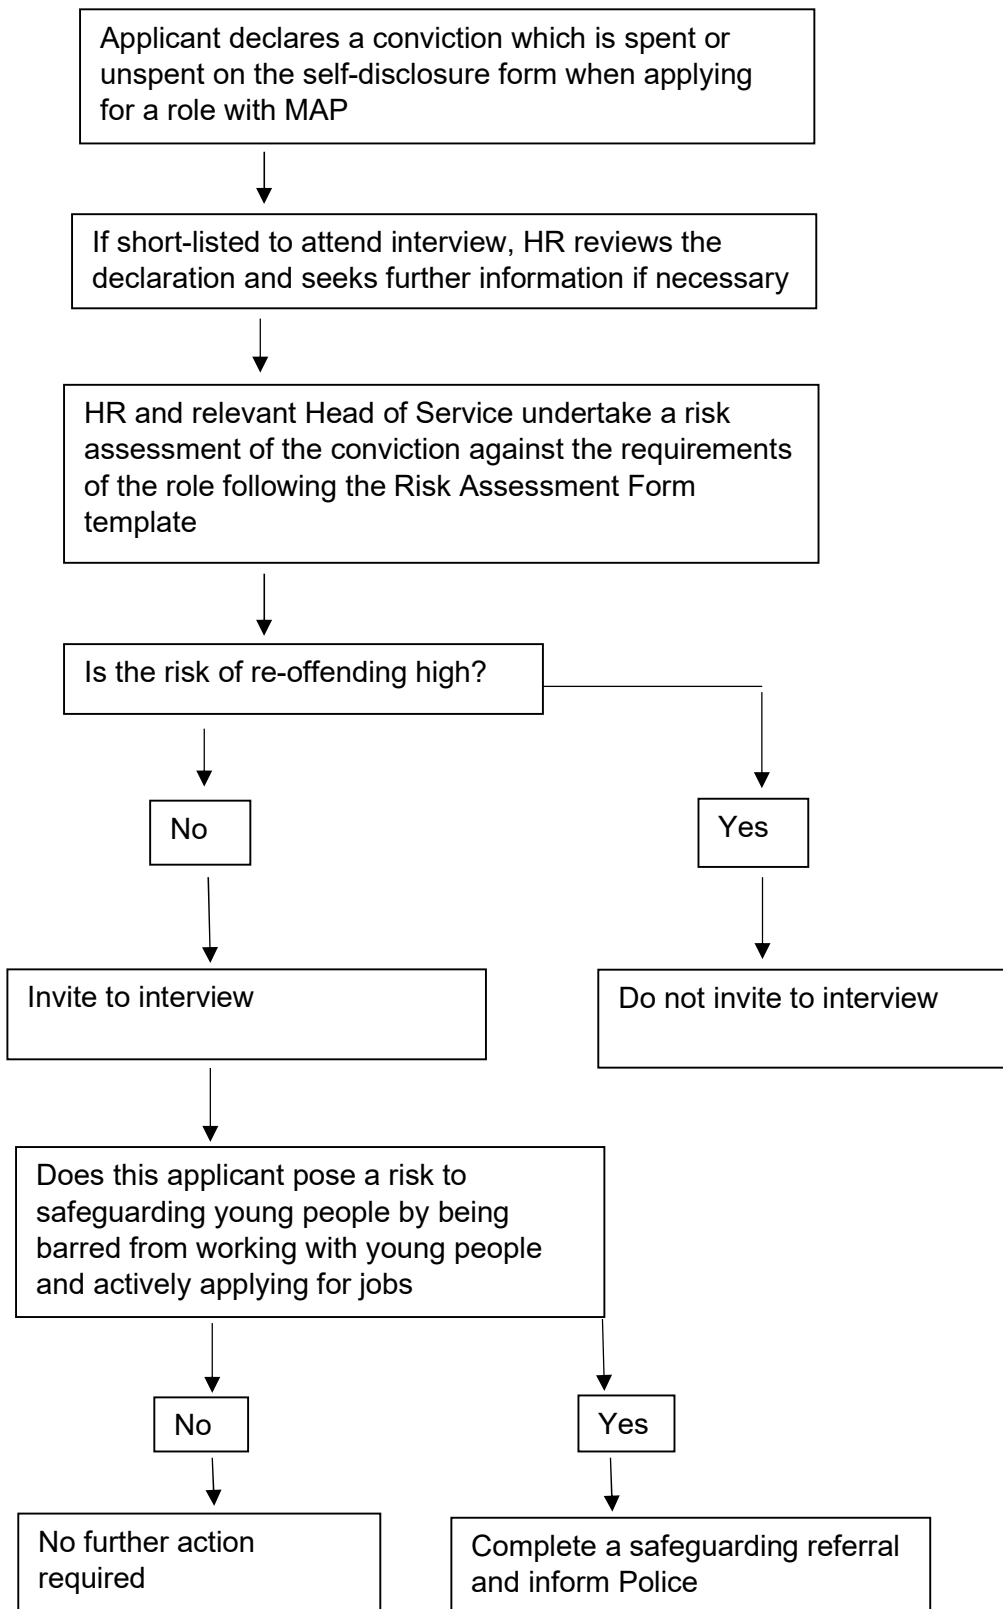 Applicant declares a conviction which is spent or
unspent on the self-disclosure form when applying
for a role with MAP
If short-listed to attend interview, HR reviews the
declaration and seeks further information if necessary
HR and relevant Head of Service undertake a risk
assessment of the conviction against the requirements
of the role following the Risk Assessment Form
template
Is the risk of re-offending high?
No
Yes
Invite to interview
Do not invite to interview
Does this applicant pose a risk to
safeguarding young people by being
barred from working with young people
and actively applying for jobs
No
Yes
No further action
required
Complete a safeguarding referral
and inform Police